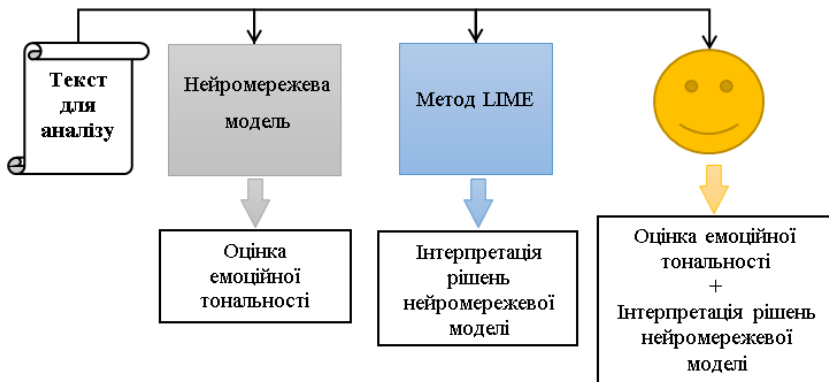 Текст
для
аналізу
Нейромережева
модель
Метод LIME
Оцінка
емоційної
тональності
Інтерпретація
рішень
нейромережевої
моделі
Оцінка емоційної
тональності
+
Інтерпретація рішень
нейромережевої
моделі